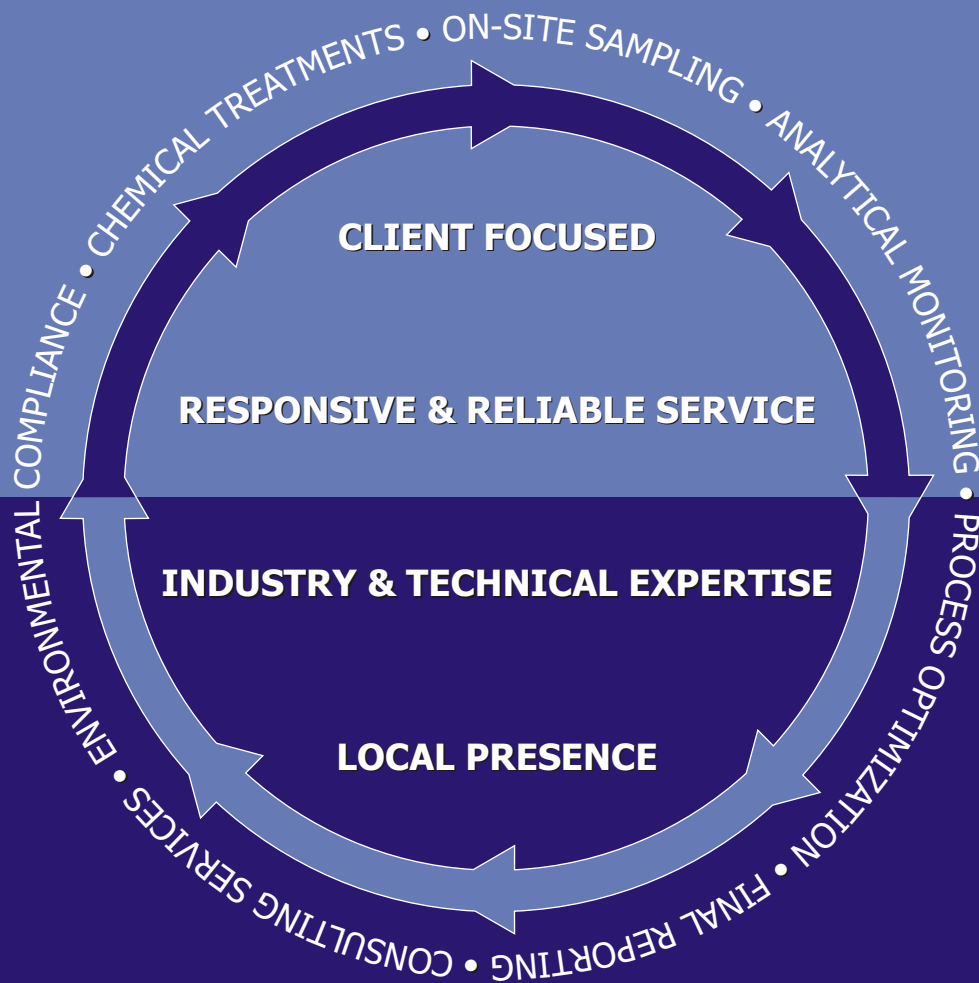 CHEMICAL TREATMENTS • ON-SITE SAMPLING • ANALYTICAL MONITORING • PROCESS OPTIMIZATION • FINAL REPORTING • CONSULTING SERVICES • ENVIRONMENTAL COMPLIANCE •
CLIENT FOCUSED
RESPONSIVE & RELIABLE SERVICE
INDUSTRY & TECHNICAL EXPERTISE
LOCAL PRESENCE